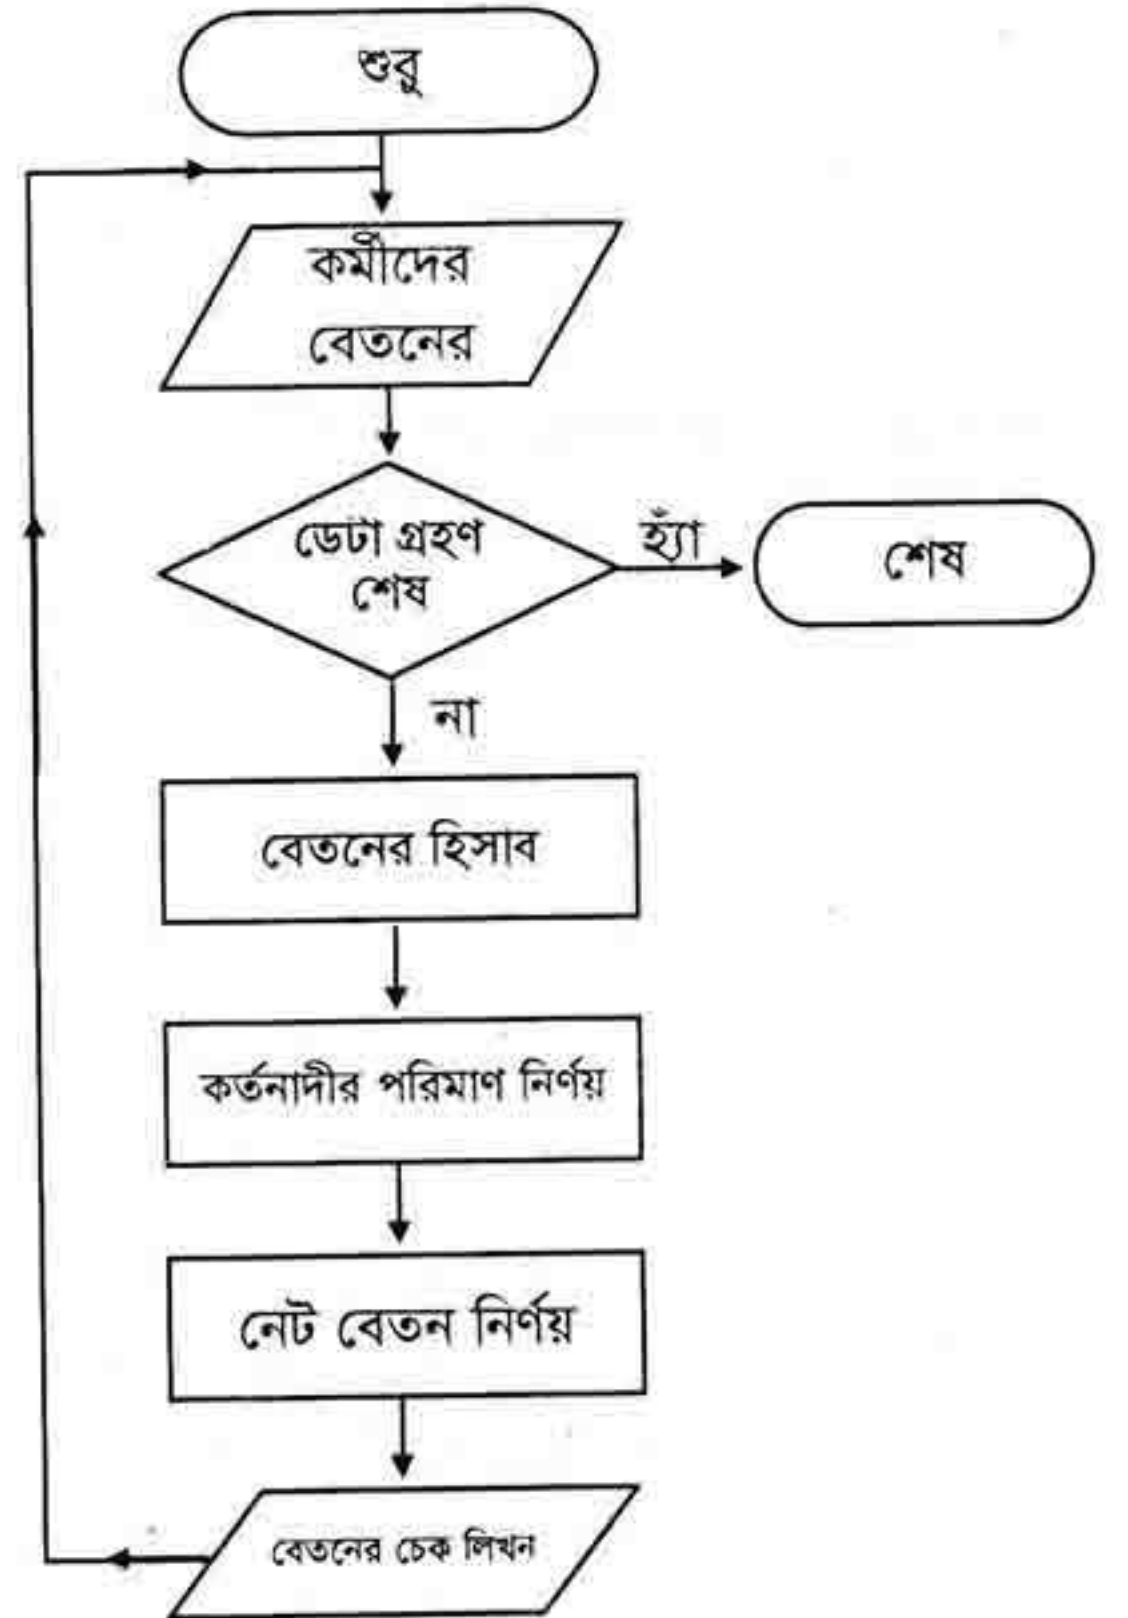 শুরু
কর্মীদের
বেতনের
ডেটা গ্রহণ
শেষ
হ্যাঁ
শেষ
না
বেতনের হিসাব
কর্তনাদীর পরিমাণ নির্ণয়
নেট বেতন নির্ণয়
বেতনের চেক লিখন